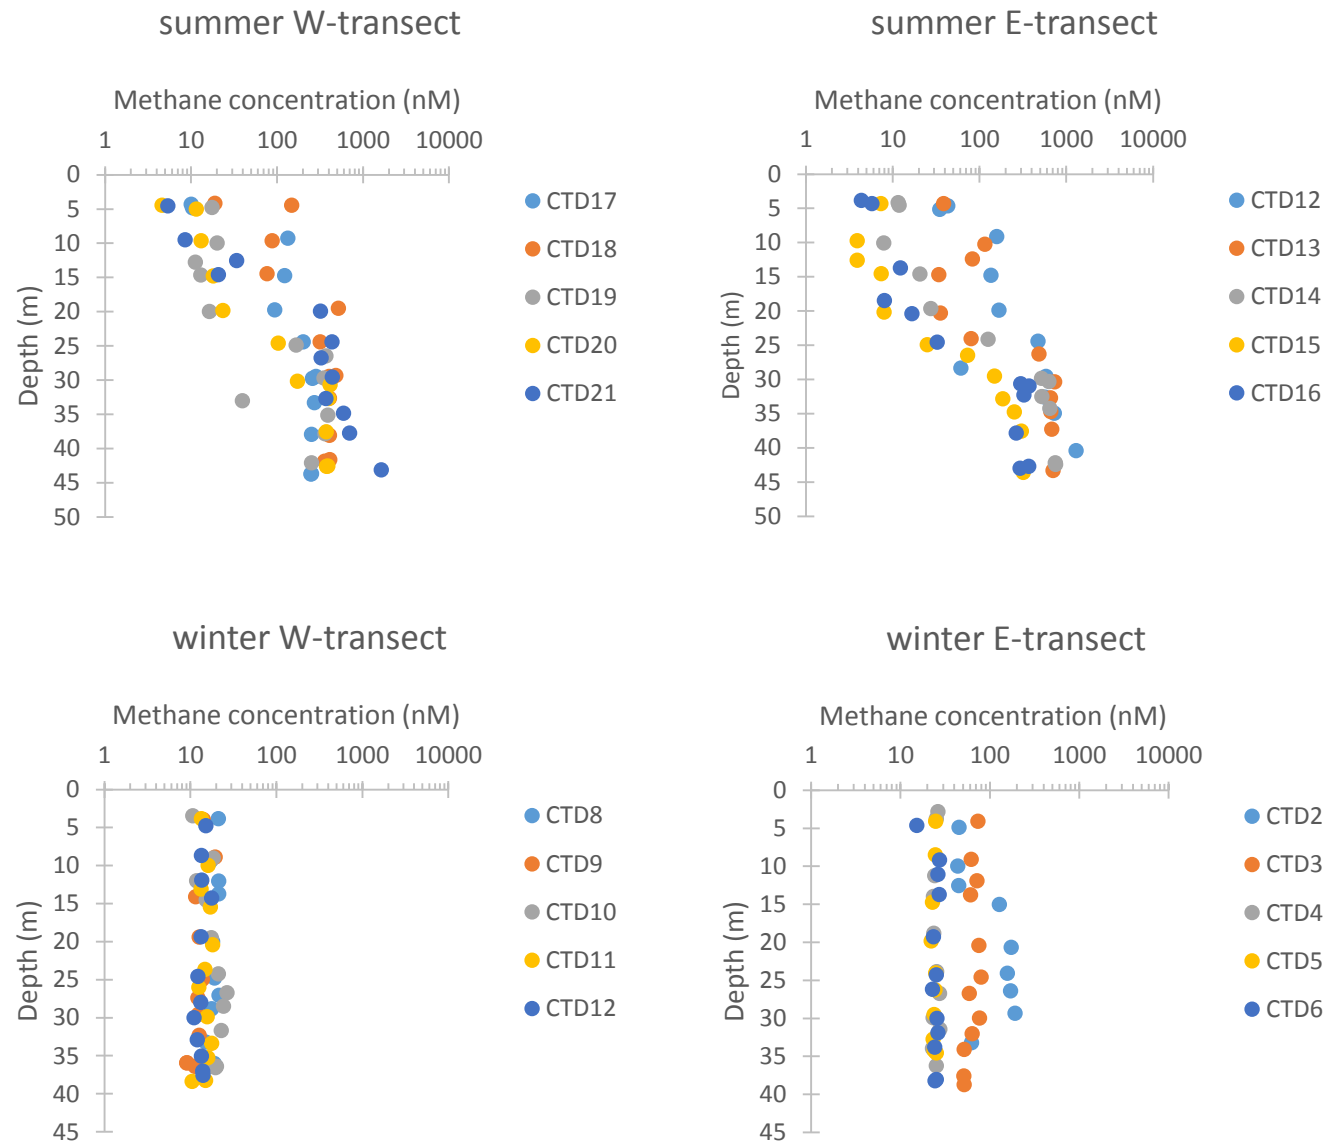 summer W-transect
Methane concentration (nM)
1 10 100 1000 10000
0
5
10
15
20
25
30
35
40
45
50
Depth (m)
CTD17
CTD18
CTD19
CTD20
CTD21
summer E-transect
Methane concentration (nM)
1 10 100 1000 10000
0
5
10
15
20
25
30
35
40
45
50
Depth (m)
CTD12
CTD13
CTD14
CTD15
CTD16
winter W-transect
Methane concentration (nM)
1 10 100 1000 10000
0
5
10
15
20
25
30
35
40
45
Depth (m)
CTD8
CTD9
CTD10
CTD11
CTD12
winter E-transect
Methane concentration (nM)
1 10 100 1000 10000
0
5
10
15
20
25
30
35
40
45
Depth (m)
CTD2
CTD3
CTD4
CTD5
CTD6